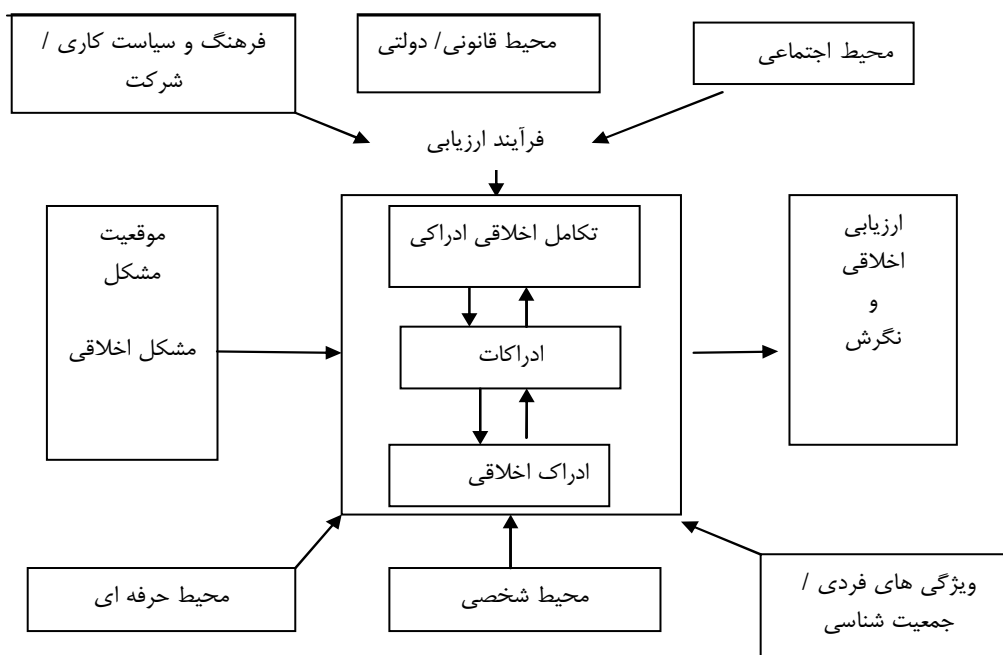 محیط اجتماعی
محیط قانونی/ دولتی
فرهنگ و سیاست کاری /
شرکت
فرآیند ارزیابی
موقعیت
مشکل
مشکل اخلاقی
تکامل اخلاقی ادراکی
ادراکات
ادراک اخلاقی
ارزیابی
اخلاقی
و
نگرش
محیط حرفه ای
محیط شخصی
ویژگی های فردی /
جمعیت شناسی